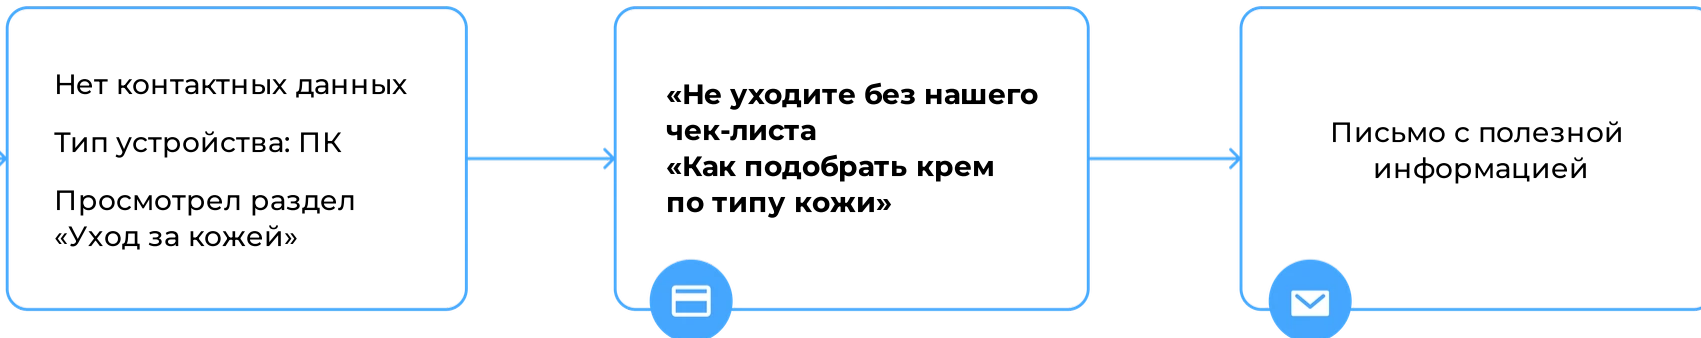 Нет контактных данных
Тип устройства: ПК
Просмотрел раздел
«Уход за кожей»
«Не уходите без нашего
чек-листа
«Как подобрать крем
по типу кожи»
Письмо с полезной
информацией